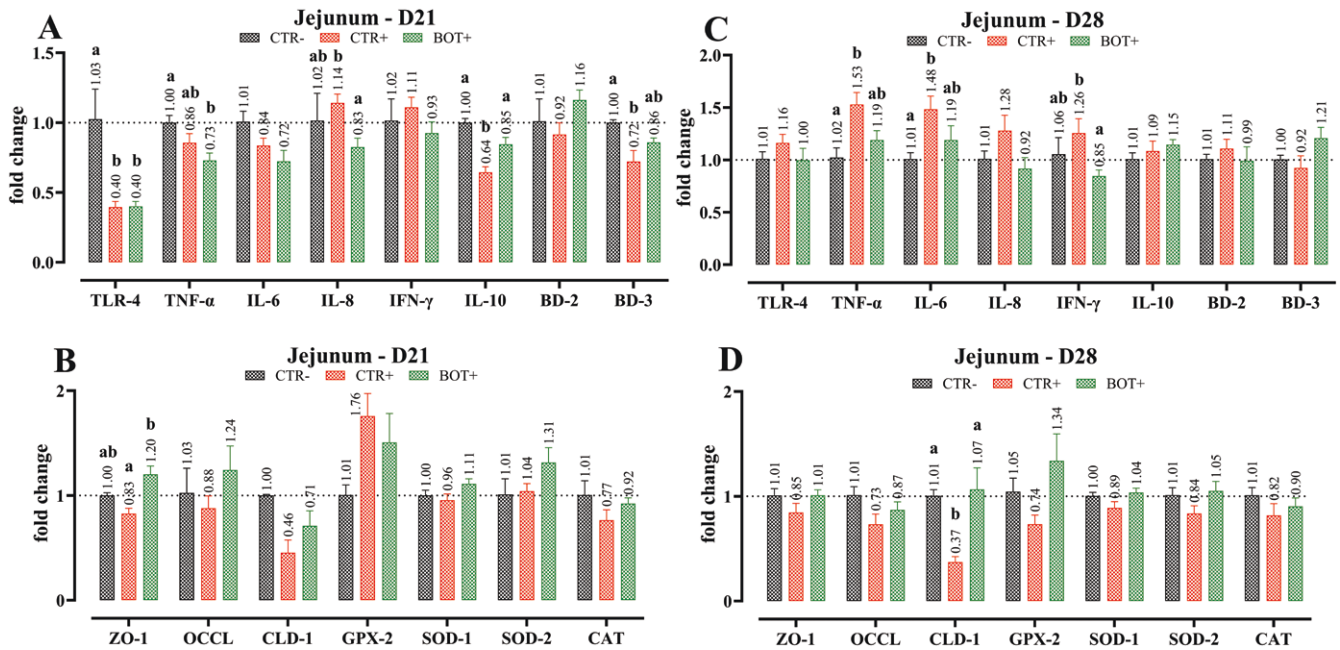 A
Jejunum - D21
CTR- CTR+ BOT+
fold change
1.5
1.0
0.5
0.0
a b b
1.03 0.40 0.40
a ab b
1.00 0.86 0.73
1.01 0.84 0.72
ab b a
1.02 1.14 0.83
1.02 1.11 0.93
a b a
1.00 0.64 0.85
1.01 0.92 1.16
a b ab
1.00 0.72 0.86
TLR-4 TNF-α IL-6 IL-8 IFN-γ IL-10 BD-2 BD-3
B
Jejunum - D21
CTR- CTR+ BOT+
fold change
2
1
0
ab a b
1.00 0.83 1.20
1.03 0.88 1.24
1.00 0.46 0.71
1.01 1.76
1.00 0.96 1.11
1.01 1.04 1.31
1.01 0.77 0.92
ZO-1 OCCL CLD-1 GPX-2 SOD-1 SOD-2 CAT
C
Jejunum - D28
CTR- CTR+ BOT+
fold change
2.0
1.5
1.0
0.5
0.0
1.01 1.16 1.00
a b ab
1.02 1.53 1.19
a b ab
1.01 1.48 1.19
1.01 1.28 0.92
ab b a
1.06 1.26 0.85
1.01 1.09 1.15
1.01 1.11 0.99
1.00 0.92 1.21
TLR-4 TNF-α IL-6 IL-8 IFN-γ IL-10 BD-2 BD-3
D
Jejunum - D28
CTR- CTR+ BOT+
fold change
2
1
0
1.01 0.85 1.01
1.01 0.73 0.87
a b a
1.01 0.37 1.07
1.05 0.74 1.34
1.00 0.89 1.04
1.01 0.84 1.05
1.01 0.82 0.90
ZO-1 OCCL CLD-1 GPX-2 SOD-1 SOD-2 CAT